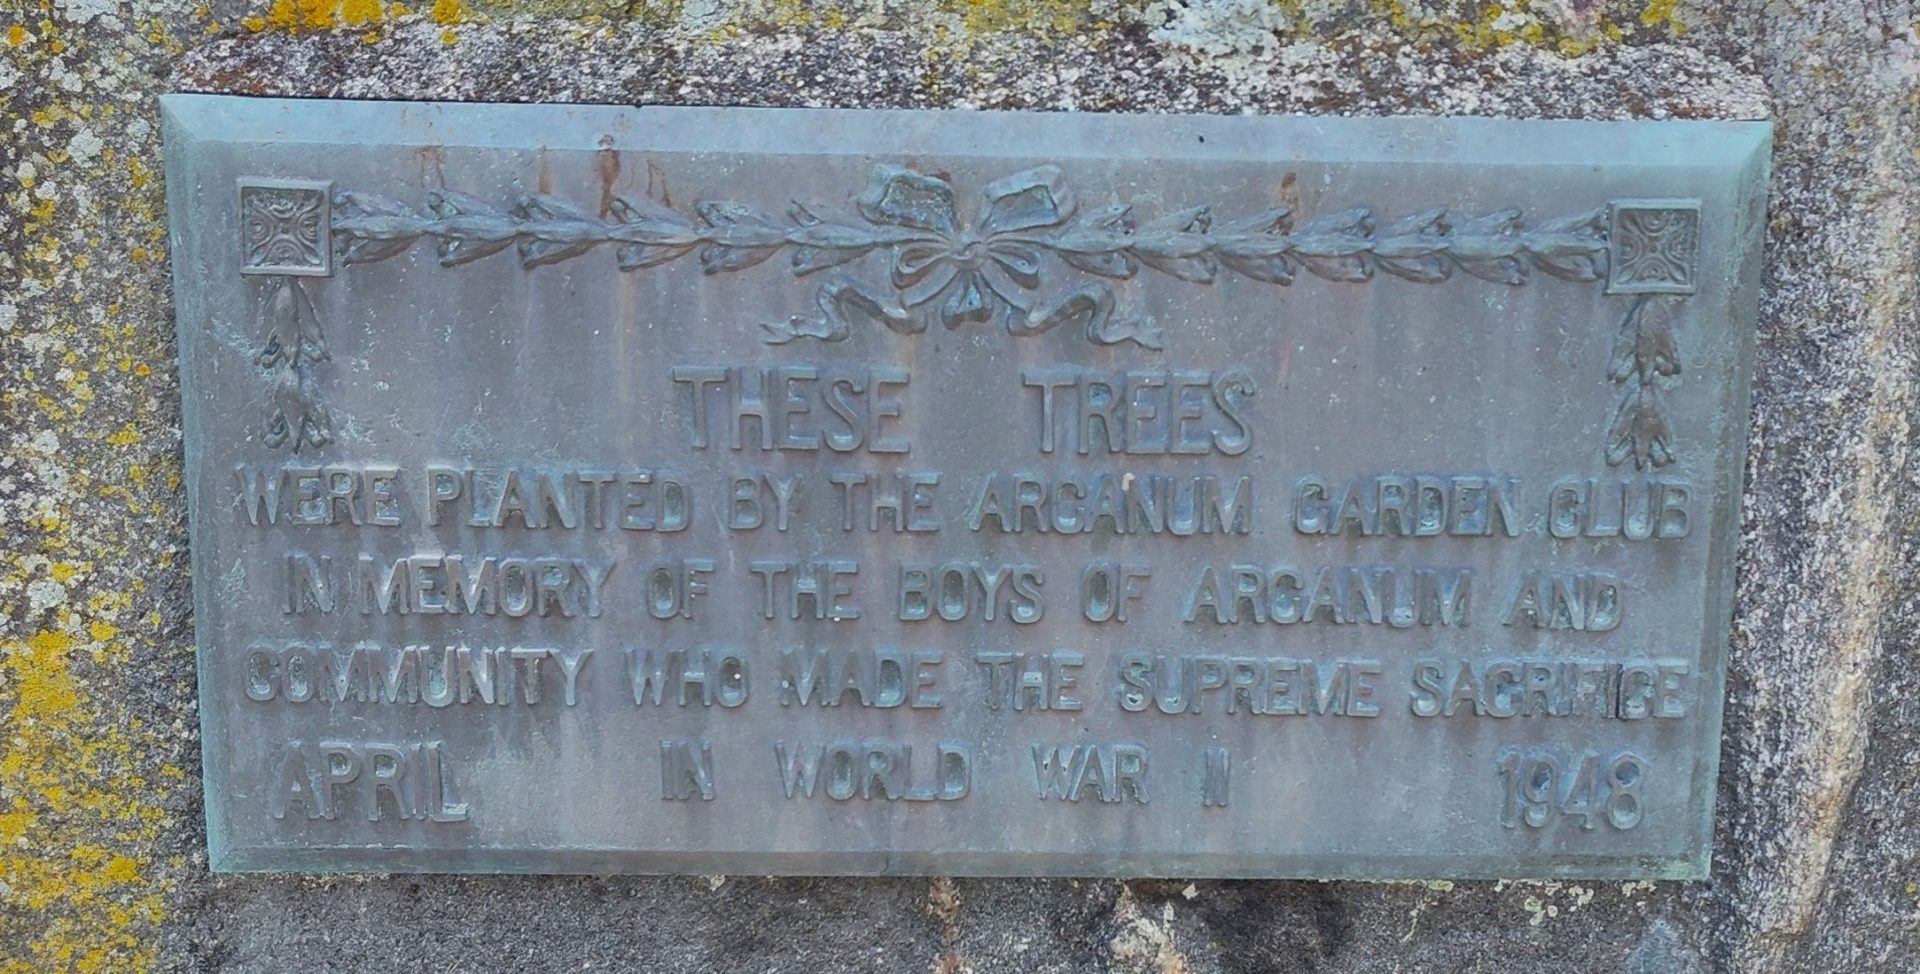 THESE TREES
WERE PLANTED BY THE ARCANUM GARDEN CLUB
IN MEMORY OF THE BOYS OF ARCANUM AND
COMMUNITY WHO MADE THE SUPREME SACRIFICE
APRIL IN WORLD WAR II 1948